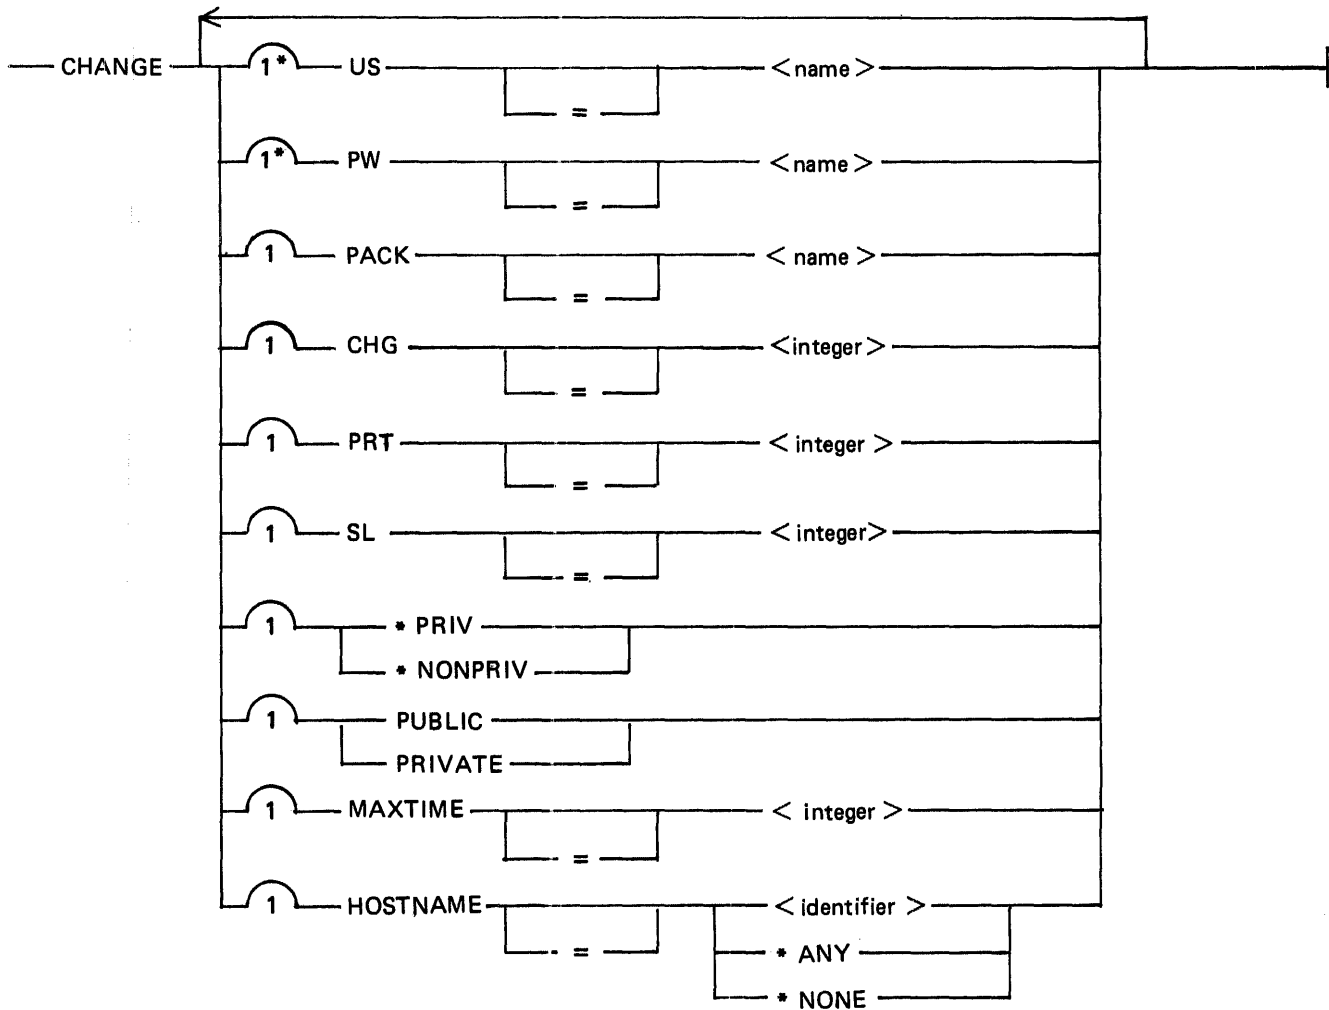 CHANGE 1* US = <name>
1* PW = <name>
1 PACK = <name>
1 CHG = <integer>
1 PRT = <integer>
1 SL = <integer>
1 * PRIV
* NONPRIV
1 PUBLIC
PRIVATE
1 MAXTIME = <integer>
1 HOSTNAME = <identifier>
* ANY
* NONE